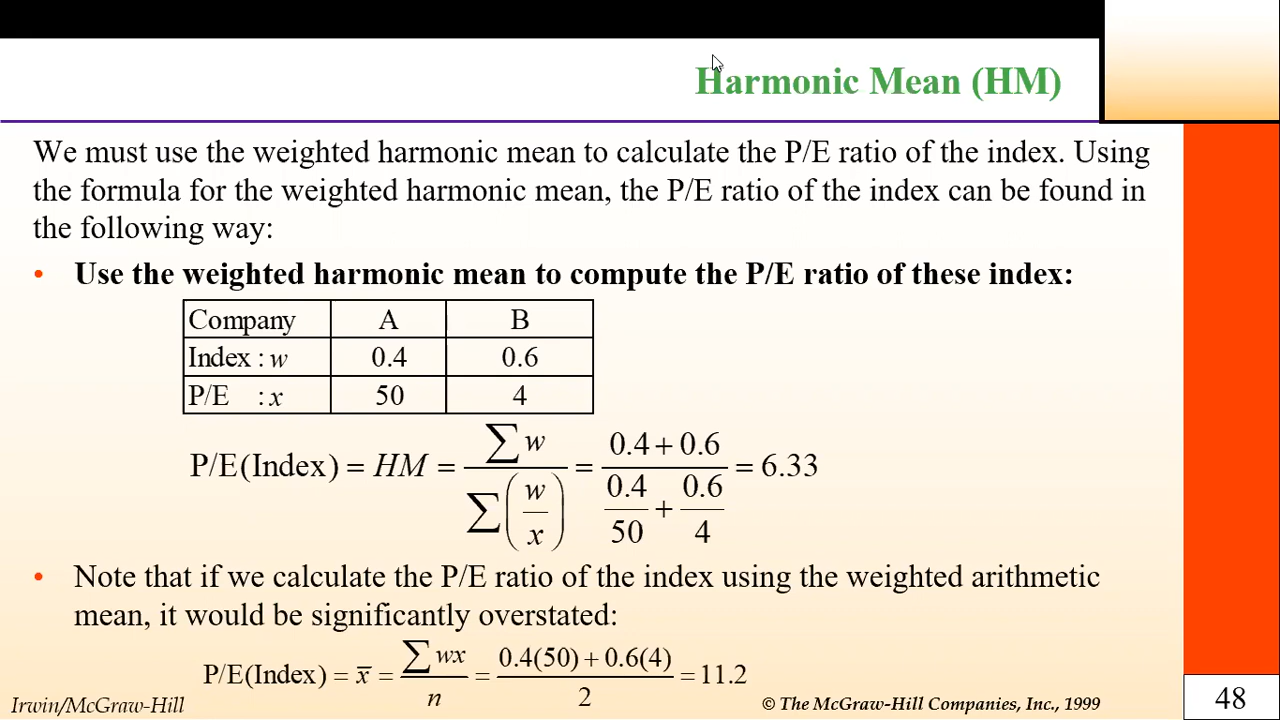 Harmonic Mean (HM)
We must use the weighted harmonic mean to calculate the P/E ratio of the index. Using
the formula for the weighted harmonic mean, the P/E ratio of the index can be found in
the following way:
• Use the weighted harmonic mean to compute the P/E ratio of these index:
Company A B
Index : w 0.4 0.6
P/E : x 50 4
P/E(Index) = HM = ∑w / ∑(w/x) = (0.4 + 0.6) / (0.4/50 + 0.6/4) = 6.33
• Note that if we calculate the P/E ratio of the index using the weighted arithmetic
mean, it would be significantly overstated:
P/E(Index) = x̅ = ∑wx / n = (0.4(50) + 0.6(4)) / 2 = 11.2
Irwin/McGraw-Hill © The McGraw-Hill Companies, Inc., 1999 48